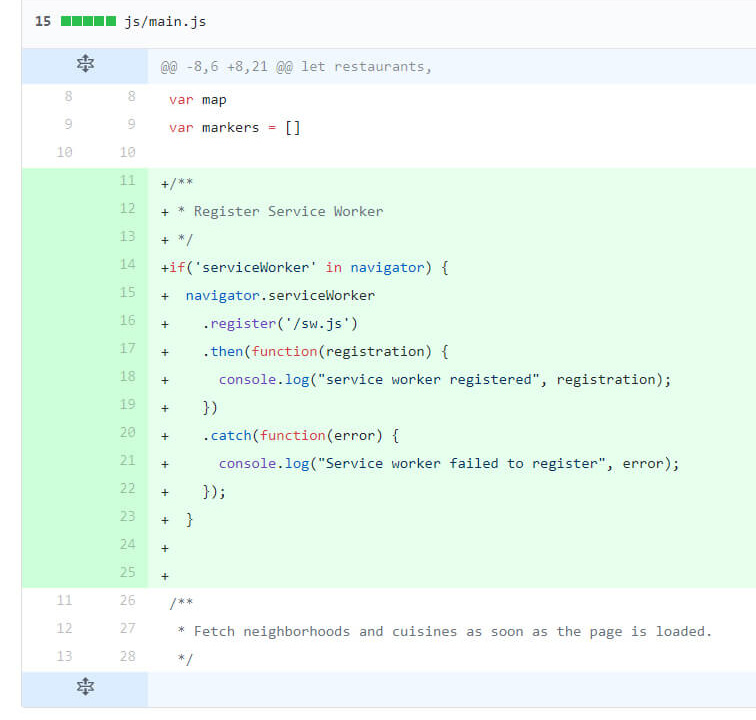 15 js/main.js
@@ -8,6 +8,21 @@ let restaurants,
8 8 var map
9 9 var markers = []
10 10
11 +/**
12 + * Register Service Worker
13 + */
14 +if('serviceWorker' in navigator) {
15 +  navigator.serviceWorker
16 +    .register('/sw.js')
17 +    .then(function(registration) {
18 +      console.log("service worker registered", registration);
19 +    })
20 +    .catch(function(error) {
21 +      console.log("Service worker failed to register", error);
22 +    });
23 +  }
24 +
25 +
11 26 /**
12 27  * Fetch neighborhoods and cuisines as soon as the page is loaded.
13 28  */